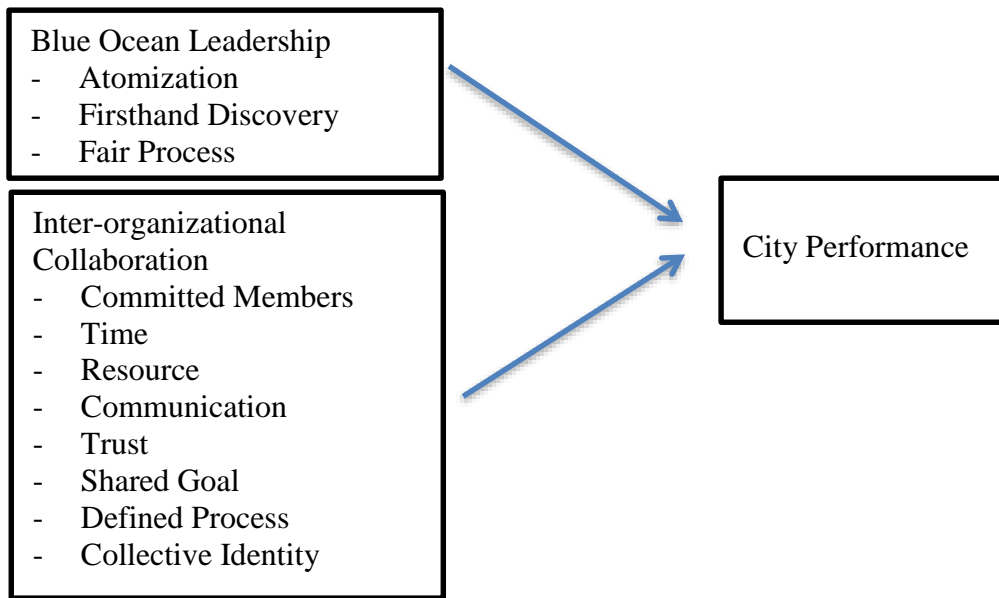 Blue Ocean Leadership
- Atomization
- Firsthand Discovery
- Fair Process
Inter-organizational
Collaboration
- Committed Members
- Time
- Resource
- Communication
- Trust
- Shared Goal
- Defined Process
- Collective Identity
City Performance